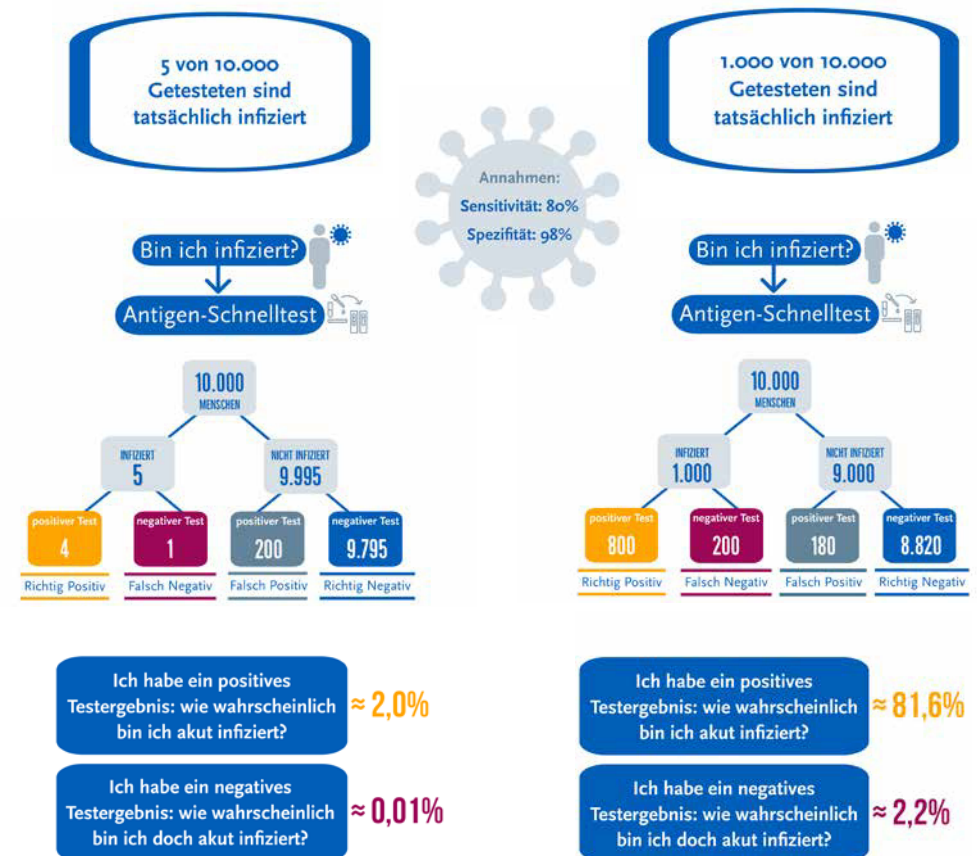 5 von 10.000
Getesteten sind
tatsächlich infiziert
1.000 von 10.000
Getesteten sind
tatsächlich infiziert
Annahmen:
Sensitivität: 80%
Spezifität: 98%
Bin ich infiziert?
Antigen-Schnelltest
10.000
MENSCHEN
INFIZIERT
5
NICHT INFIZIERT
9.995
positiver Test
4
Richtig Positiv
negativer Test
1
Falsch Negativ
positiver Test
200
Falsch Positiv
negativer Test
9.795
Richtig Negativ
Ich habe ein positives
Testergebnis: wie wahrscheinlich
bin ich akut infiziert?
≈ 2,0%
Ich habe ein negatives
Testergebnis: wie wahrscheinlich
bin ich doch akut infiziert?
≈ 0,01%
Bin ich infiziert?
Antigen-Schnelltest
10.000
MENSCHEN
INFIZIERT
1.000
NICHT INFIZIERT
9.000
positiver Test
800
Richtig Positiv
negativer Test
200
Falsch Negativ
positiver Test
180
Falsch Positiv
negativer Test
8.820
Richtig Negativ
Ich habe ein positives
Testergebnis: wie wahrscheinlich
bin ich akut infiziert?
≈ 81,6%
Ich habe ein negatives
Testergebnis: wie wahrscheinlich
bin ich doch akut infiziert?
≈ 2,2%